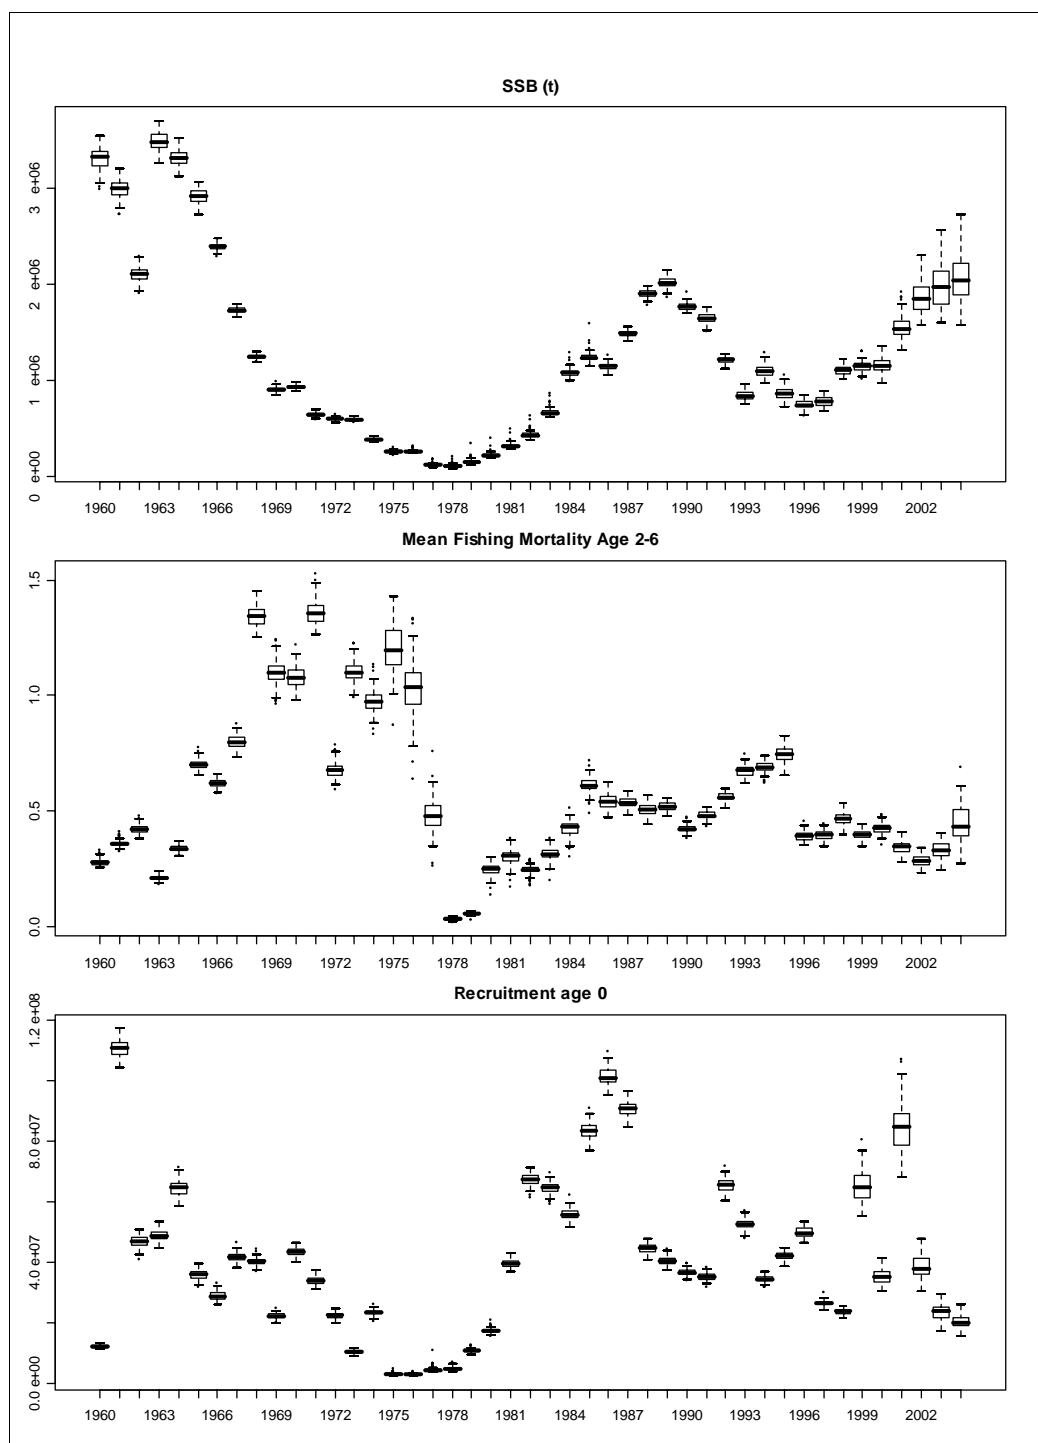 SSB (t)
3 e+06
2 e+06
1 e+06
0 e+00
1960 1963 1966 1969 1972 1975 1978 1981 1984 1987 1990 1993 1996 1999 2002
Mean Fishing Mortality Age 2-6
1.5
1.0
0.5
0.0
1960 1963 1966 1969 1972 1975 1978 1981 1984 1987 1990 1993 1996 1999 2002
Recruitment age 0
1.2 e+08
8.0 e+07
4.0 e+07
0.0 e+00
1960 1963 1966 1969 1972 1975 1978 1981 1984 1987 1990 1993 1996 1999 2002